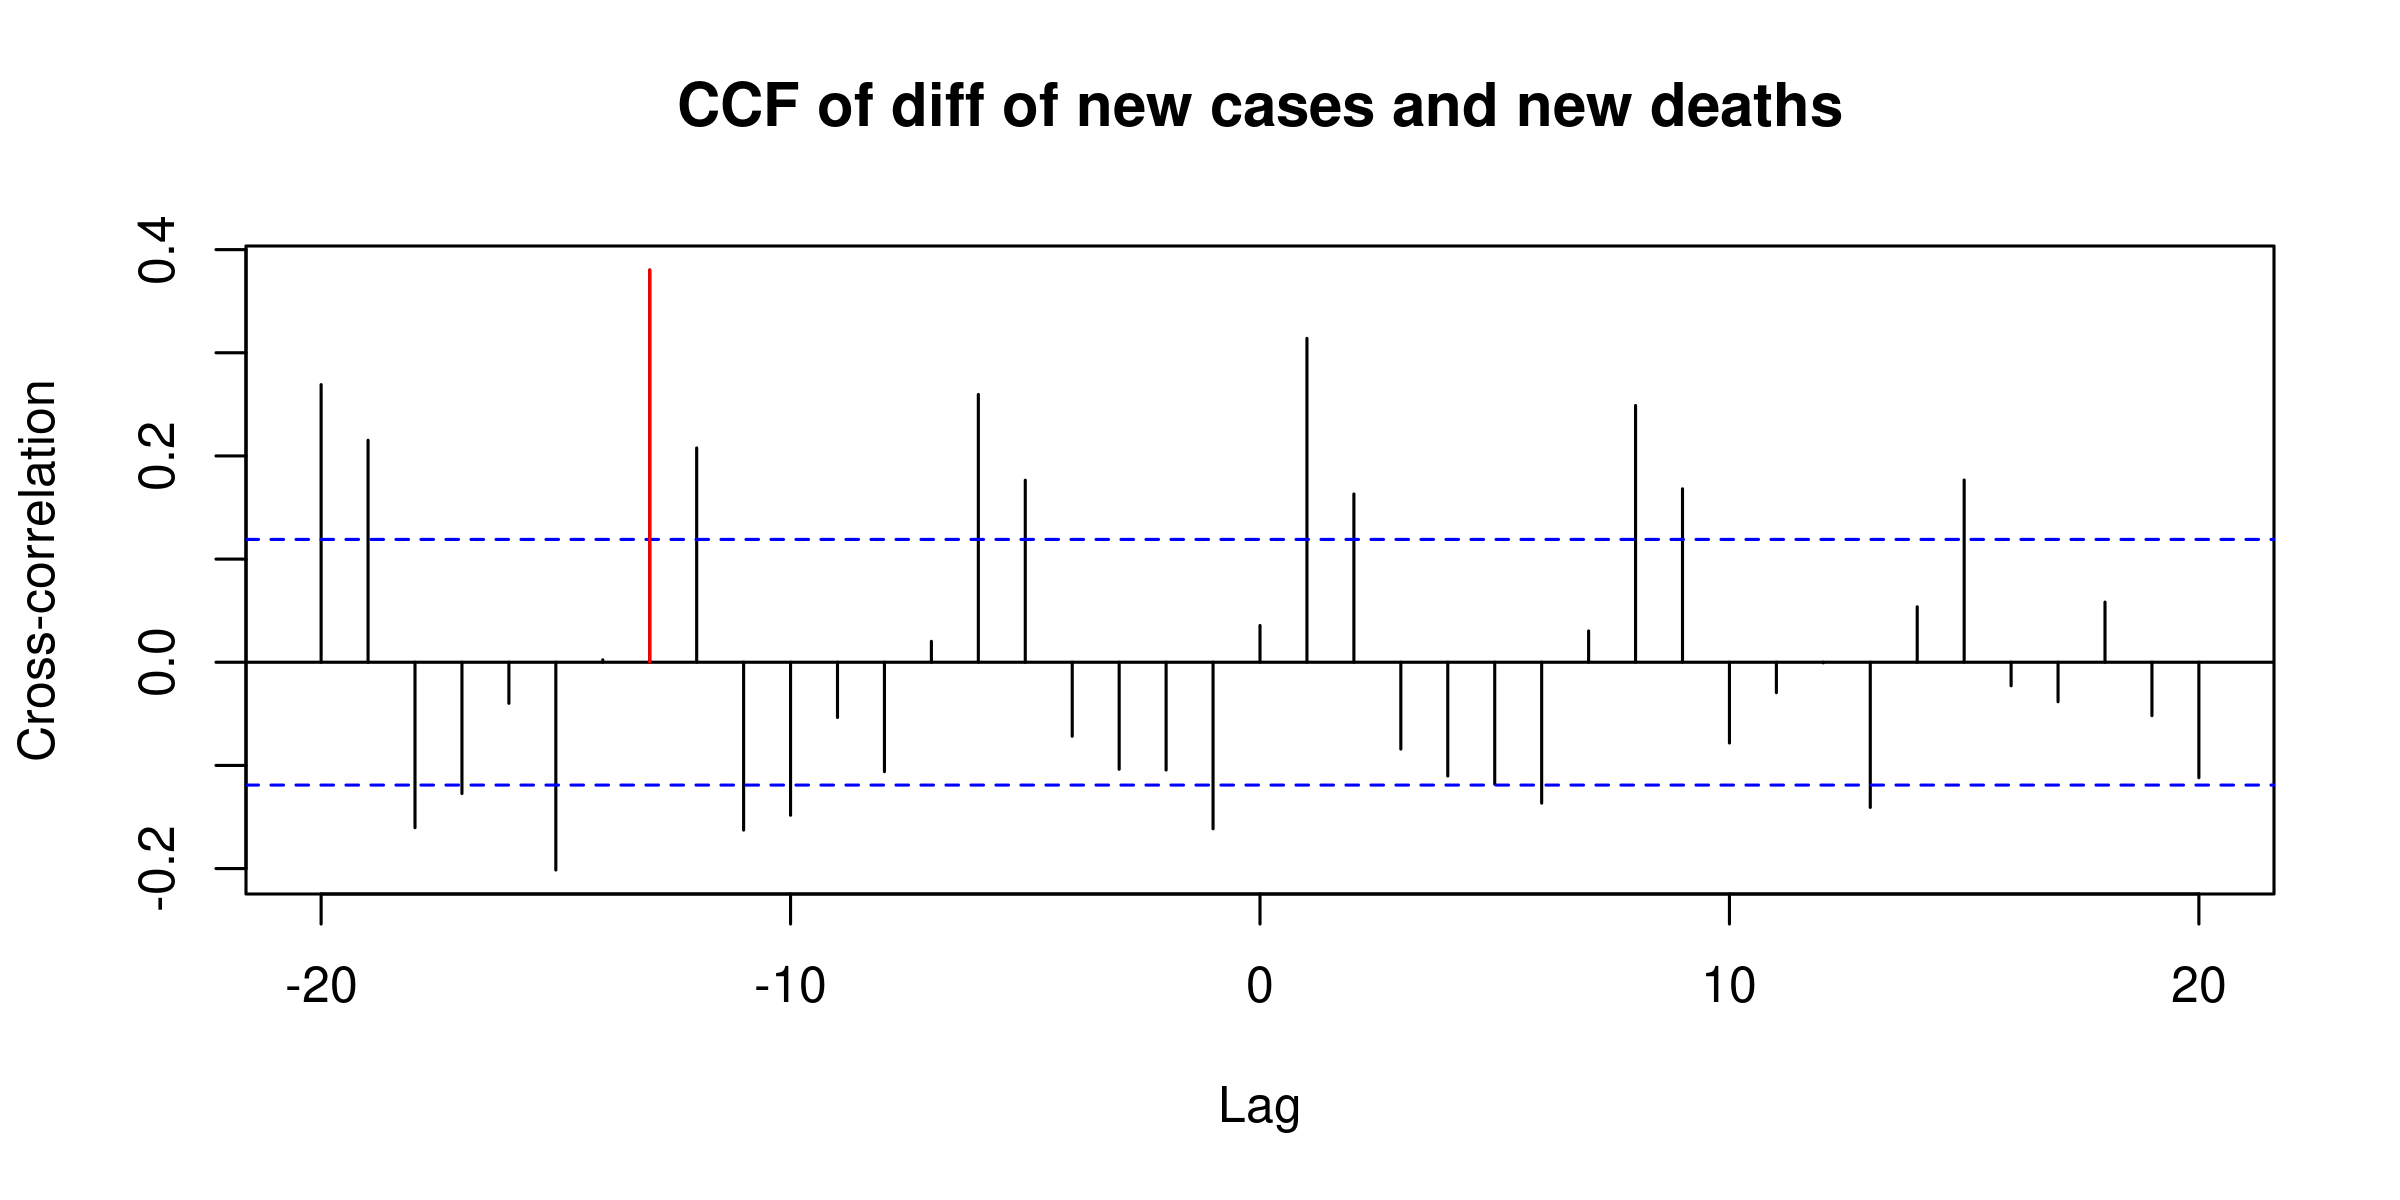 CCF of diff of new cases and new deaths
Cross-correlation
0.4
0.2
0.0
-0.2
-20 -10 0 10 20
Lag